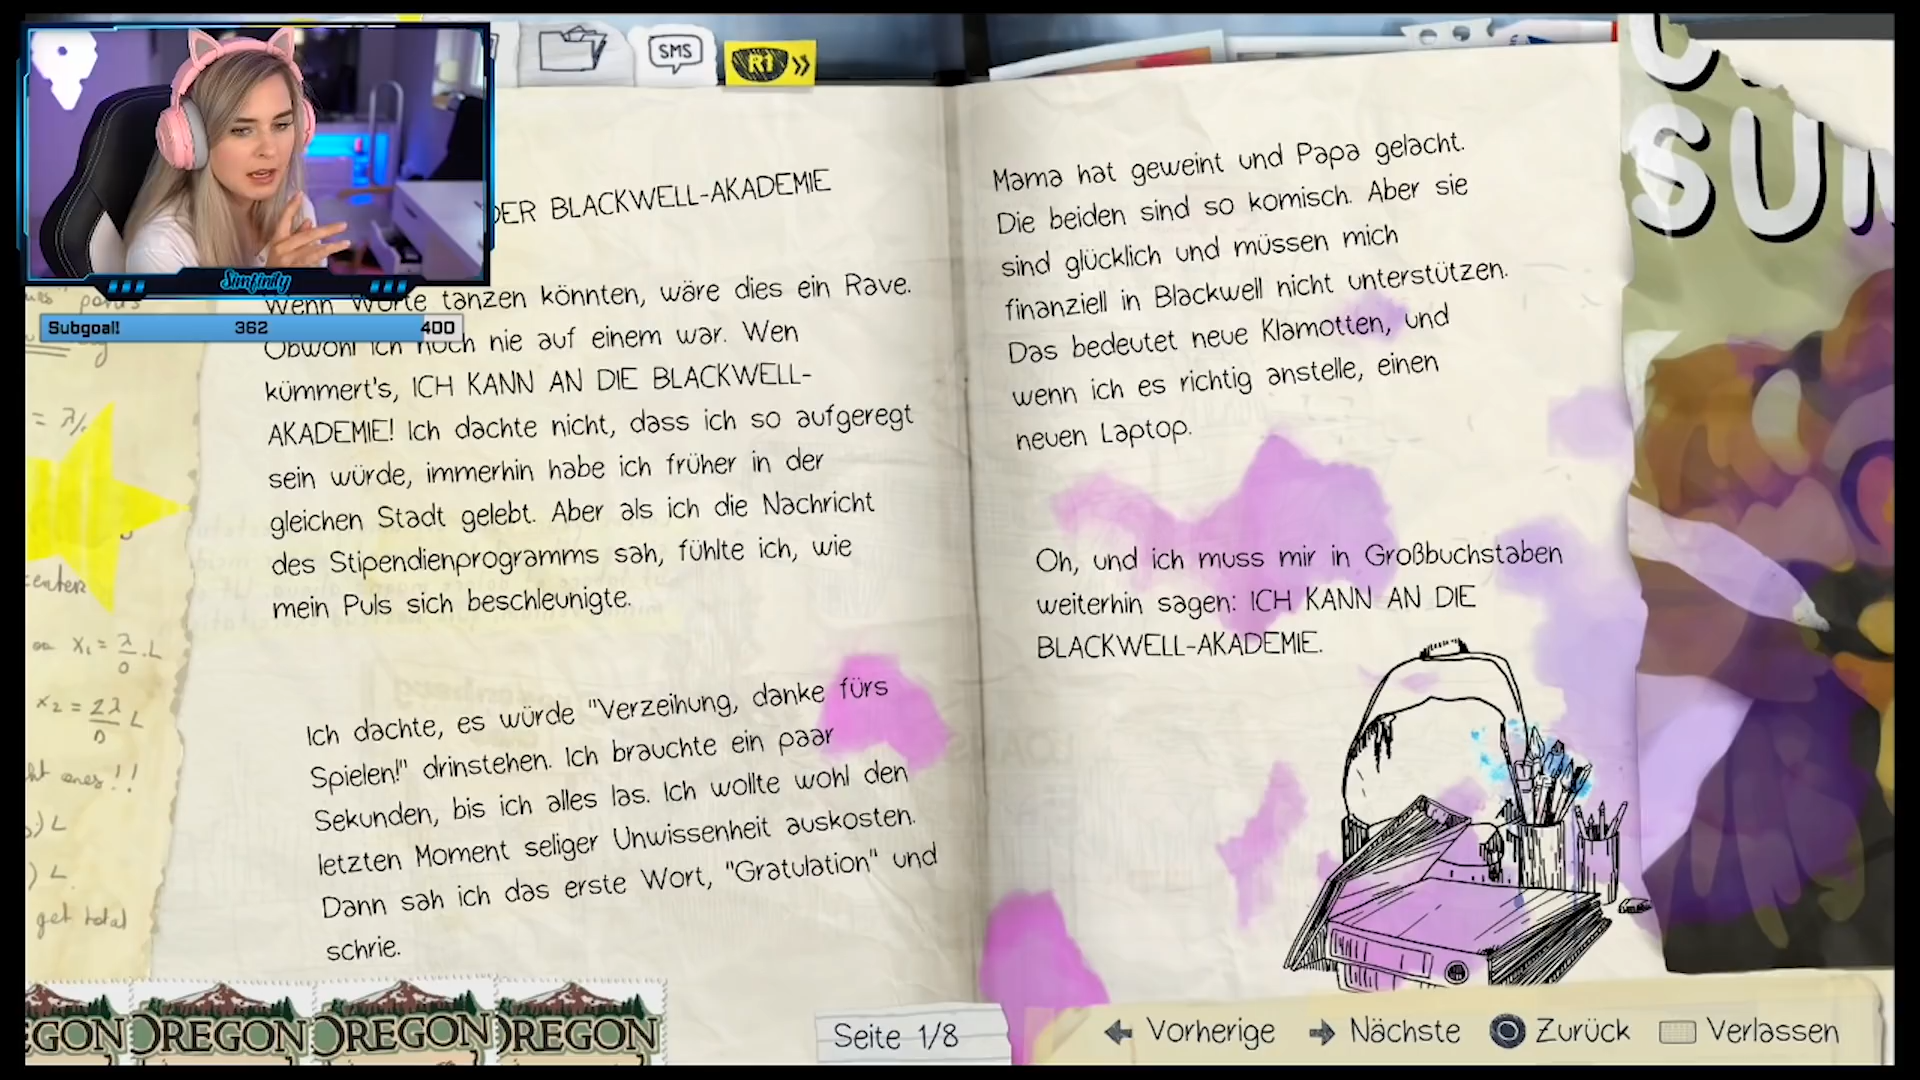 SMS
R1
DER BLACKWELL-AKADEMIE
Simfinity
Subgoal! 362 400
Wenn Worte tanzen könnten, wäre dies ein Rave.
Obwohl ich noch nie auf einem war. Wen
kümmert's, ICH KANN AN DIE BLACKWELL-
AKADEMIE! Ich dachte nicht, dass ich so aufgeregt
sein würde, immerhin habe ich früher in der
gleichen Stadt gelebt. Aber als ich die Nachricht
des Stipendienprogramms sah, fühlte ich, wie
mein Puls sich beschleunigte.
Ich dachte, es würde "Verzeihung, danke fürs
Spielen!" drinstehen. Ich brauchte ein paar
Sekunden, bis ich alles las. Ich wollte wohl den
letzten Moment seliger Unwissenheit auskosten.
Dann sah ich das erste Wort, "Gratulation" und
schrie.
Mama hat geweint und Papa gelacht.
Die beiden sind so komisch. Aber sie
sind glücklich und müssen mich
finanziell in Blackwell nicht unterstützen.
Das bedeutet neue Klamotten, und
wenn ich es richtig anstelle, einen
neuen Laptop.
Oh, und ich muss mir in Großbuchstaben
weiterhin sagen: ICH KANN AN DIE
BLACKWELL-AKADEMIE.
get total
OREGON OREGON OREGON
Seite 1/8
Vorherige Nächste Zurück Verlassen